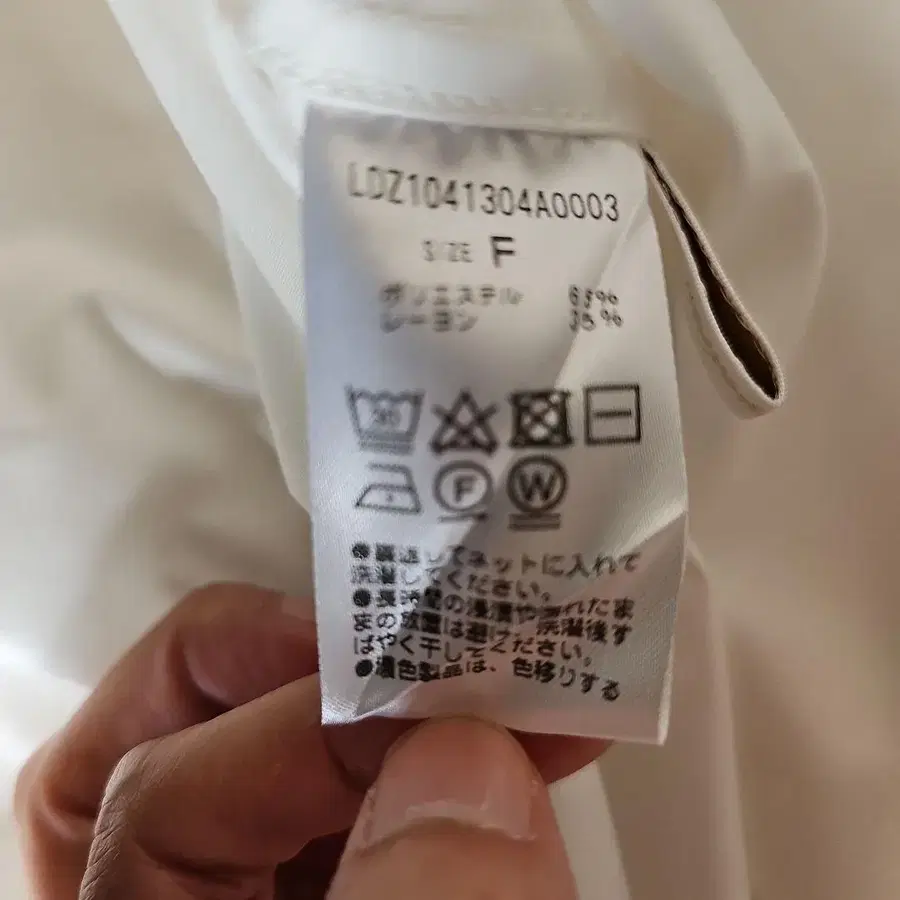 LDZ1041304A0003
SIZE F
ポリエステル 65%
レーヨン 35%
30
F
W
●裏返してネットに入れて
洗濯してください。
●長時間の浸漬や濡れたま
まの放置は避け、洗濯後す
ばやく干してください。
●濃色製品は、色移りする